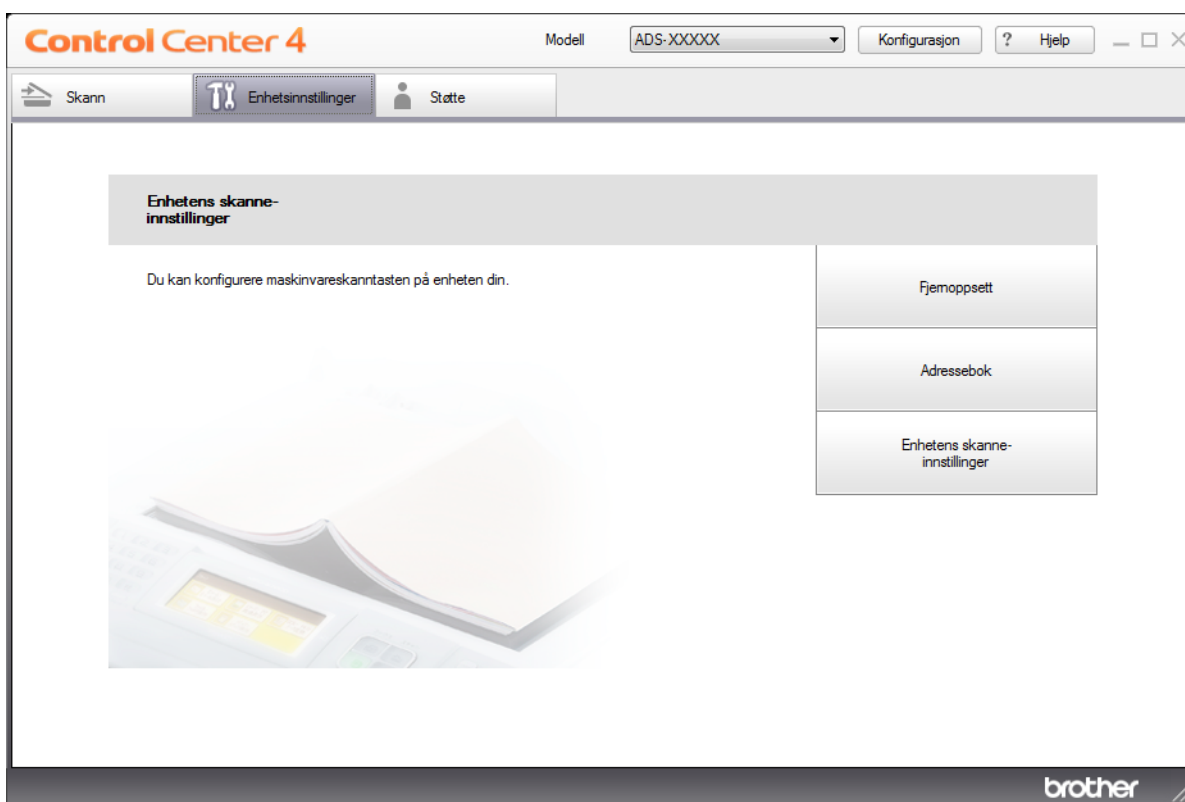 Control Center 4
Modell
ADS-XXXXX
Konfigurasjon
? Hjelp
Skann
Enhetsinnstillinger
Støtte
Enhetens skanne-
innstillinger
Du kan konfigurere maskinvareskanntasten på enheten din.
Fjernoppsett
Adressebok
Enhetens skanne-
innstillinger
brother